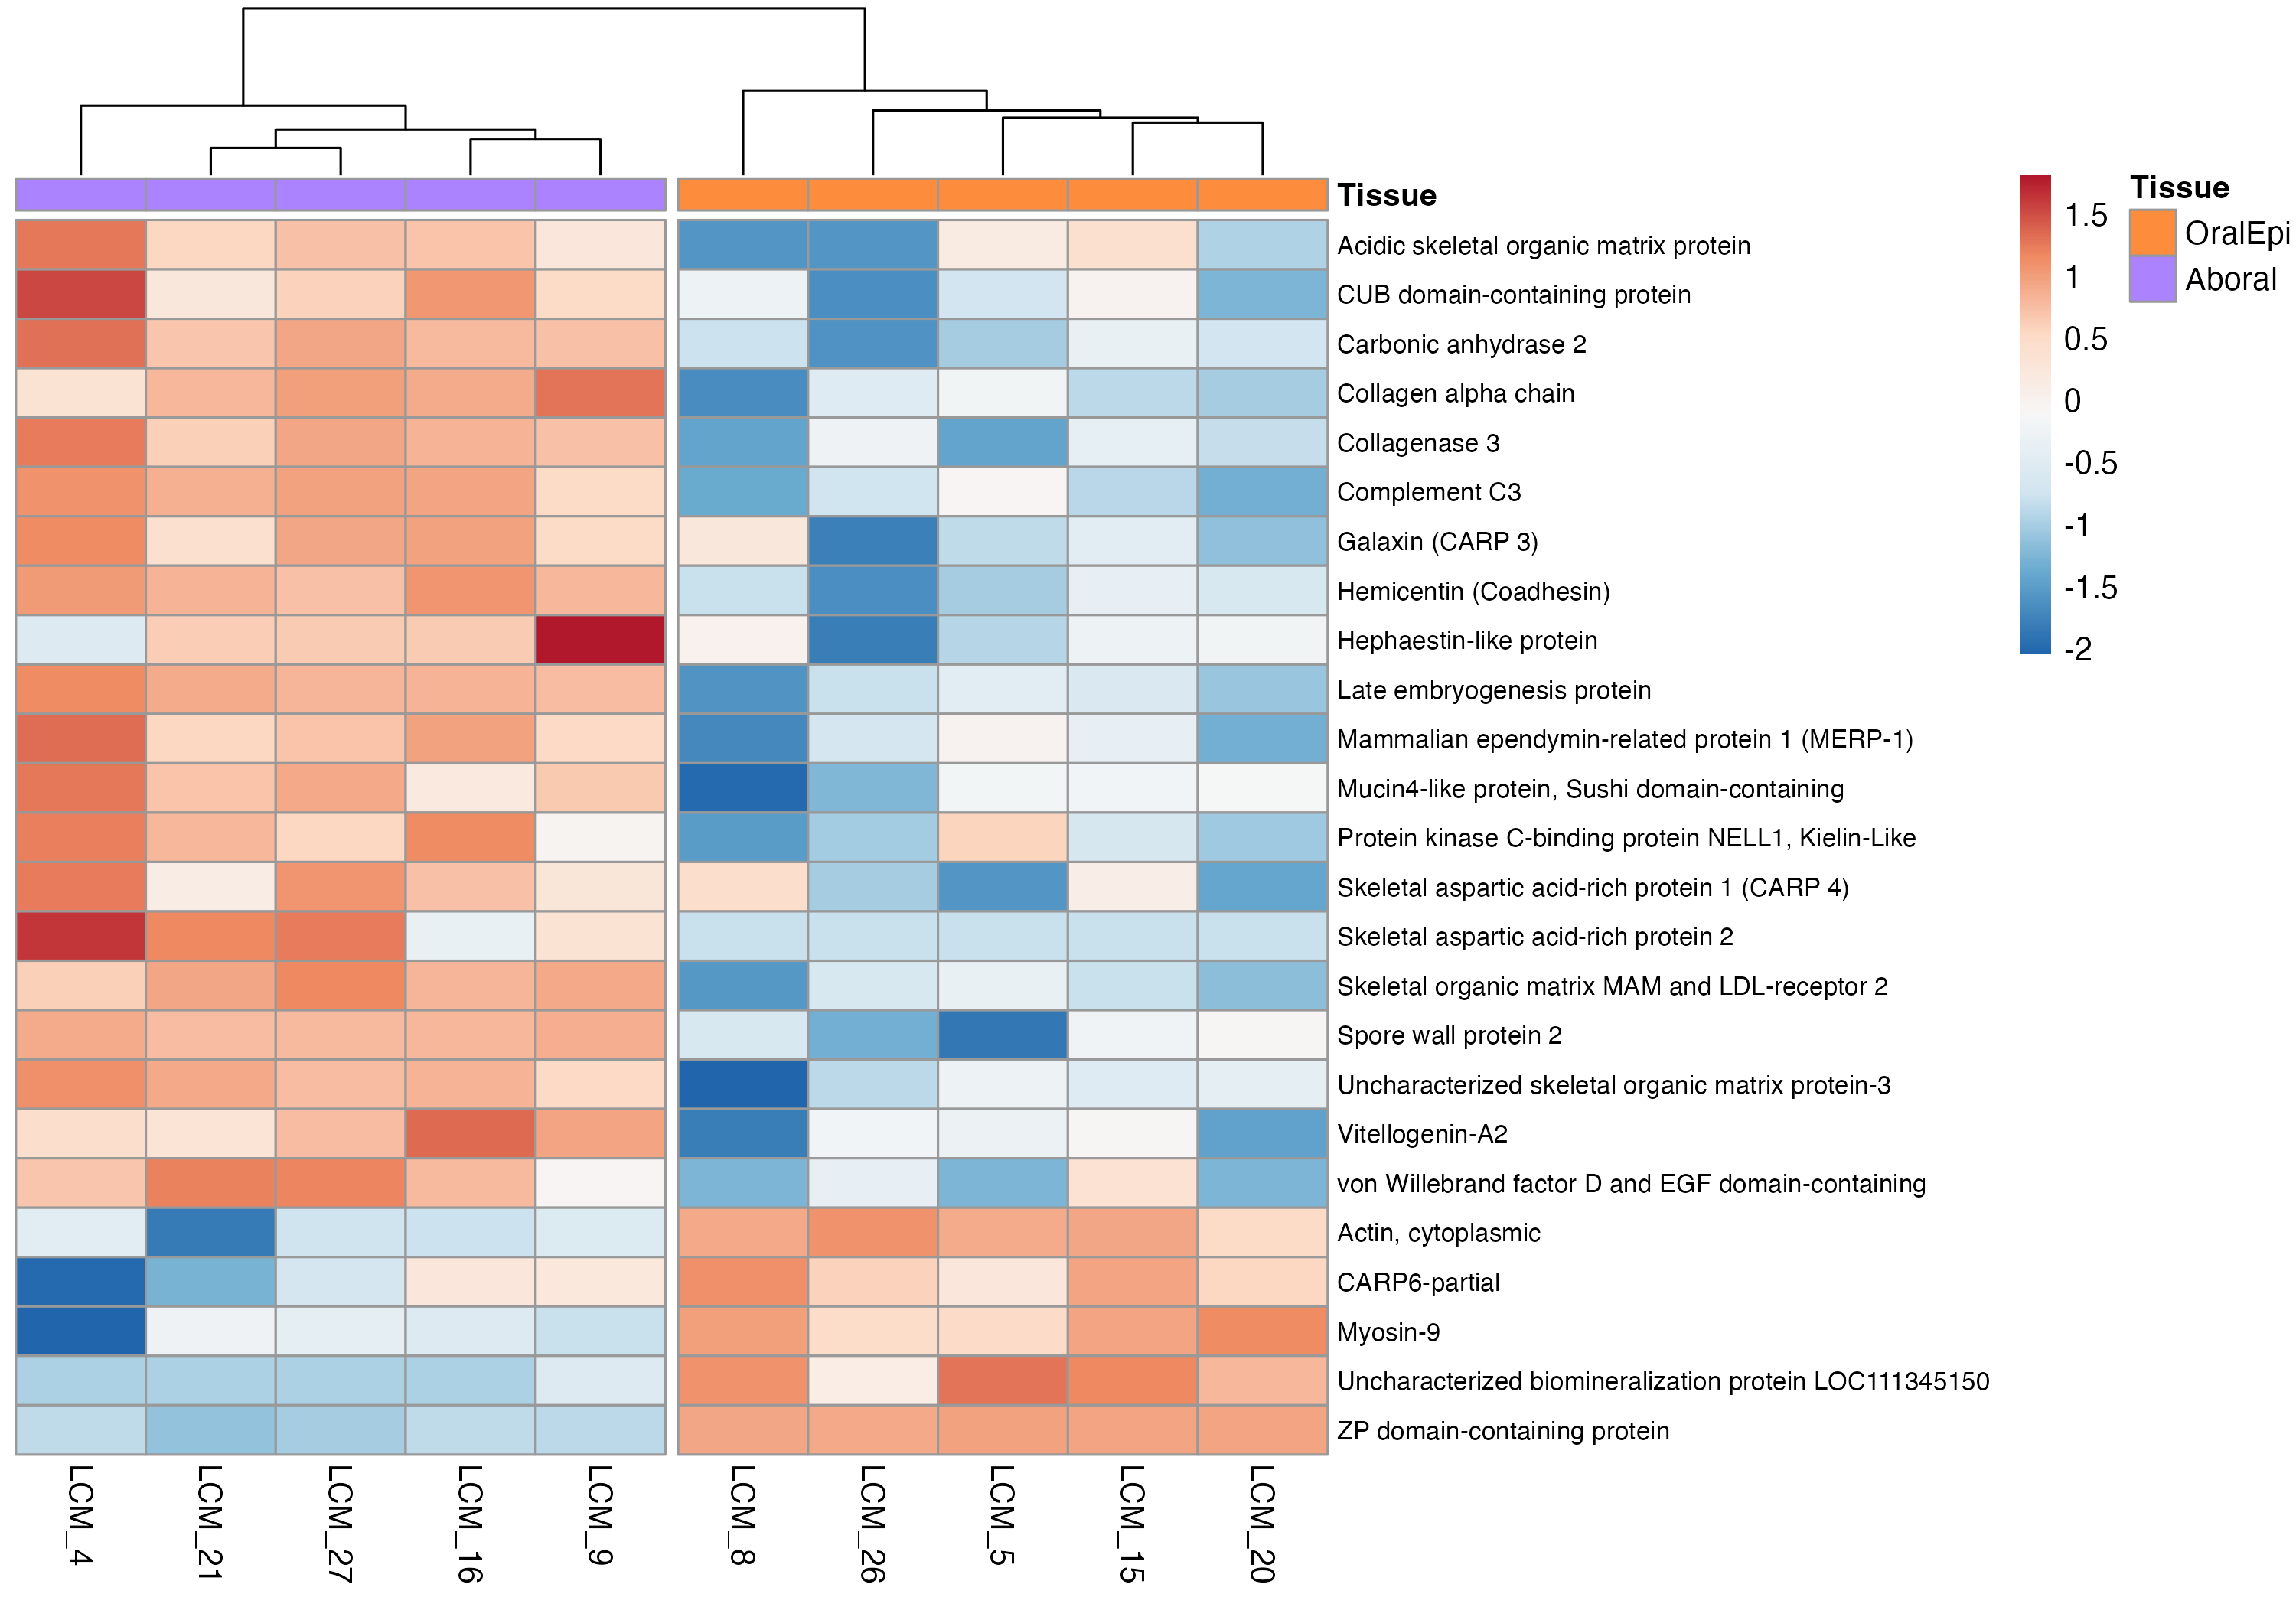 Tissue
Acidic skeletal organic matrix protein
CUB domain-containing protein
Carbonic anhydrase 2
Collagen alpha chain
Collagenase 3
Complement C3
Galaxin (CARP 3)
Hemicentin (Coadhesin)
Hephaestin-like protein
Late embryogenesis protein
Mammalian ependymin-related protein 1 (MERP-1)
Mucin4-like protein, Sushi domain-containing
Protein kinase C-binding protein NELL1, Kielin-Like
Skeletal aspartic acid-rich protein 1 (CARP 4)
Skeletal aspartic acid-rich protein 2
Skeletal organic matrix MAM and LDL-receptor 2
Spore wall protein 2
Uncharacterized skeletal organic matrix protein-3
Vitellogenin-A2
von Willebrand factor D and EGF domain-containing
Actin, cytoplasmic
CARP6-partial
Myosin-9
Uncharacterized biomineralization protein LOC111345150
ZP domain-containing protein
LCM_4
LCM_21
LCM_27
LCM_16
LCM_9
LCM_8
LCM_26
LCM_5
LCM_15
LCM_20
1.5
1
0.5
0
-0.5
-1
-1.5
-2
Tissue
OralEpi
Aboral